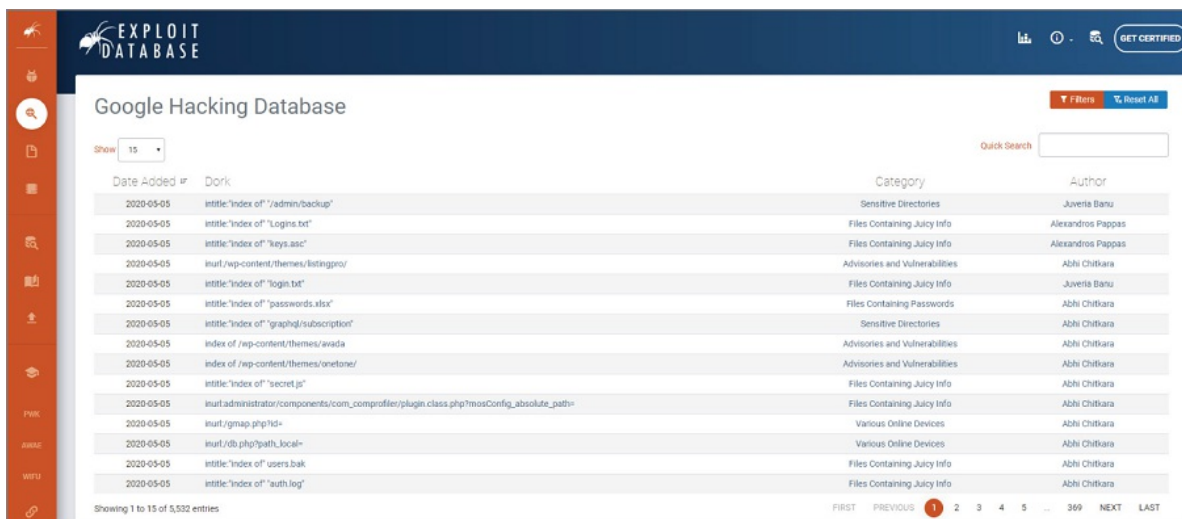 EXPLOIT
DATABASE
GET CERTIFIED
Google Hacking Database
Filters Reset All
Show 15
Quick Search
Date Added Dork Category Author
2020-05-05 intitle:"index of" "/admin/backup" Sensitive Directories Juveria Banu
2020-05-05 intitle:"index of" "Logins.txt" Files Containing Juicy Info Alexandros Pappas
2020-05-05 intitle:"index of" "keys.asc" Files Containing Juicy Info Alexandros Pappas
2020-05-05 inurl:/wp-content/themes/listingpro/ Advisories and Vulnerabilities Abhi Chitkara
2020-05-05 intitle:"index of" "login.txt" Files Containing Juicy Info Juveria Banu
2020-05-05 intitle:"index of" "passwords.xlsx" Files Containing Passwords Abhi Chitkara
2020-05-05 intitle:"index of" "graphql/subscription" Sensitive Directories Abhi Chitkara
2020-05-05 index of /wp-content/themes/avada Advisories and Vulnerabilities Abhi Chitkara
2020-05-05 index of /wp-content/themes/onetone/ Advisories and Vulnerabilities Abhi Chitkara
2020-05-05 intitle:"index of" "secret.js" Files Containing Juicy Info Abhi Chitkara
2020-05-05 inurl:administrator/components/com_comprofiler/plugin.class.php?mosConfig_absolute_path= Files Containing Juicy Info Abhi Chitkara
2020-05-05 inurl:/gmap.php?id= Various Online Devices Abhi Chitkara
2020-05-05 inurl:/db.php?path_local= Various Online Devices Abhi Chitkara
2020-05-05 intitle:"index of" users.bak Files Containing Juicy Info Abhi Chitkara
2020-05-05 intitle:"index of" "auth.log" Files Containing Juicy Info Abhi Chitkara
PWK
AWAE
WIFU
Showing 1 to 15 of 5,532 entries
FIRST PREVIOUS 1 2 3 4 5 ... 369 NEXT LAST